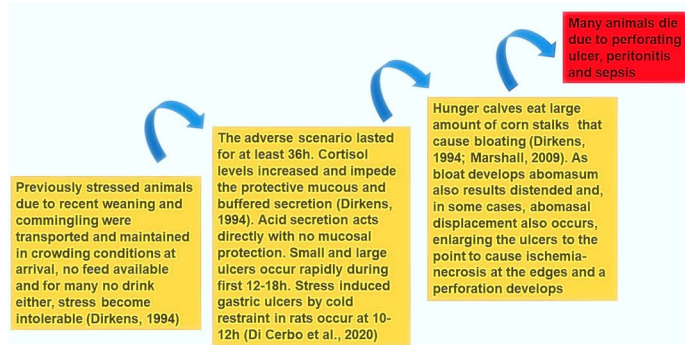 Previously stressed animals
due to recent weaning and
commingling were
transported and maintained
in crowding conditions at
arrival, no feed available
and for many no drink
either, stress become
intolerable (Dirkens, 1994)
The adverse scenario lasted
for at least 36h. Cortisol
levels increased and impede
the protective mucous and
buffered secretion (Dirkens,
1994). Acid secretion acts
directly with no mucosal
protection. Small and large
ulcers occur rapidly during
first 12-18h. Stress induced
gastric ulcers by cold
restraint in rats occur at 10-
12h (Di Cerbo et al., 2020)
Hunger calves eat large
amount of corn stalks that
cause bloating (Dirkens,
1994; Marshall, 2009). As
bloat develops abomasum
also results distended and,
in some cases, abomasal
displacement also occurs,
enlarging the ulcers to the
point to cause ischemia-
necrosis at the edges and a
perforation develops
Many animals die
due to perforating
ulcer, peritonitis
and sepsis